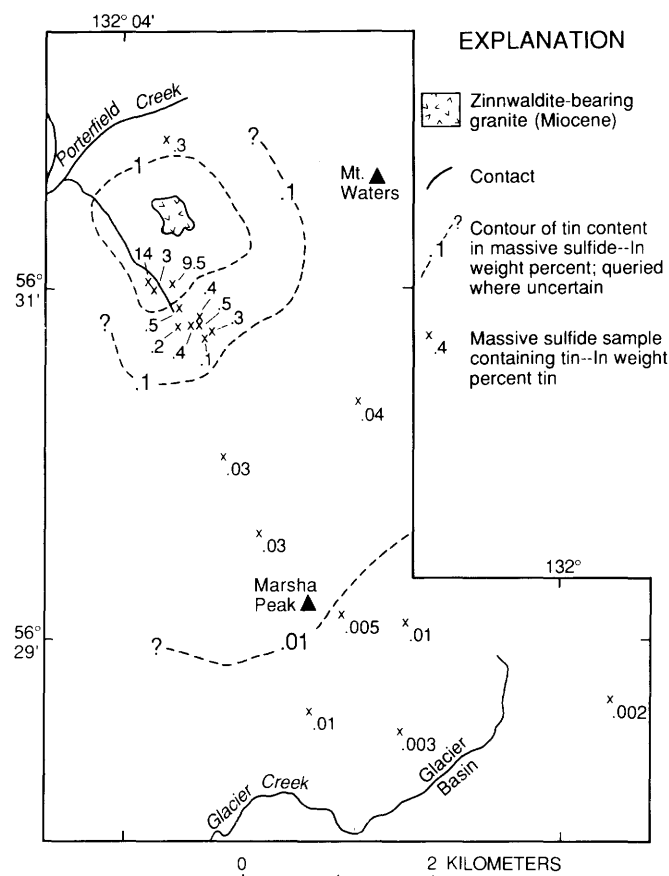 132° 04'
EXPLANATION
Zinnwaldite-bearing
granite (Miocene)
Contact
?
.1
Contour of tin content
in massive sulfide--In
weight percent; queried
where uncertain
x .4
Massive sulfide sample
containing tin--In weight
percent tin
Porterfield Creek
x .3
?
1
.1
Mt.
Waters
14
3
9.5
56°
31'
.4
.5
.5
.3
?
.2
.4
.1
.1
x .04
x .03
x .03
132°
Marsha
Peak
56°
29'
?
.01
x .005
x .01
x .002
x .01
x .003
Glacier
Basin
Glacier Creek
0
2 KILOMETERS